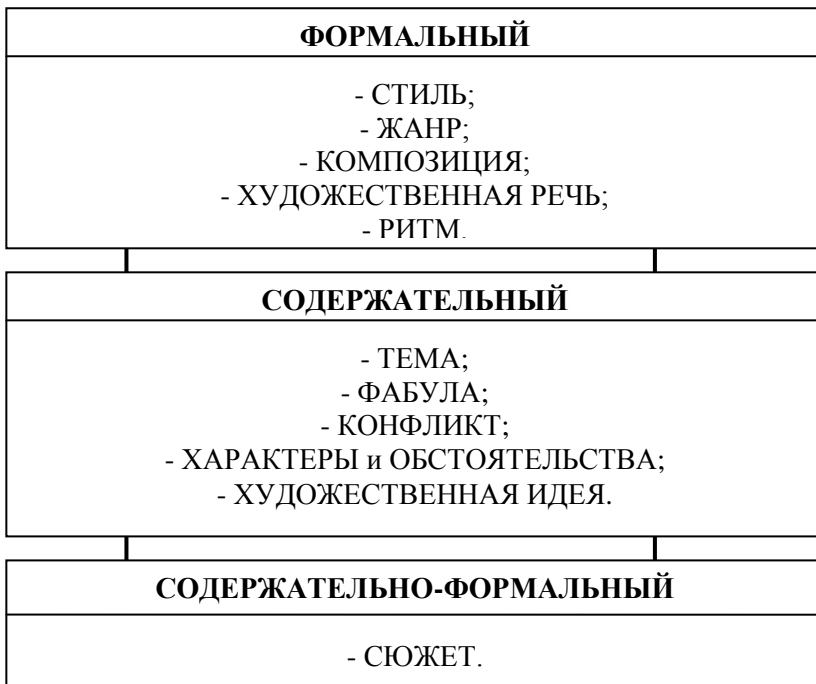 ФОРМАЛЬНЫЙ
- СТИЛЬ;
- ЖАНР;
- КОМПОЗИЦИЯ;
- ХУДОЖЕСТВЕННАЯ РЕЧЬ;
- РИТМ.
СОДЕРЖАТЕЛЬНЫЙ
- ТЕМА;
- ФАБУЛА;
- КОНФЛИКТ;
- ХАРАКТЕРЫ и ОБСТОЯТЕЛЬСТВА;
- ХУДОЖЕСТВЕННАЯ ИДЕЯ.
СОДЕРЖАТЕЛЬНО-ФОРМАЛЬНЫЙ
- СЮЖЕТ.